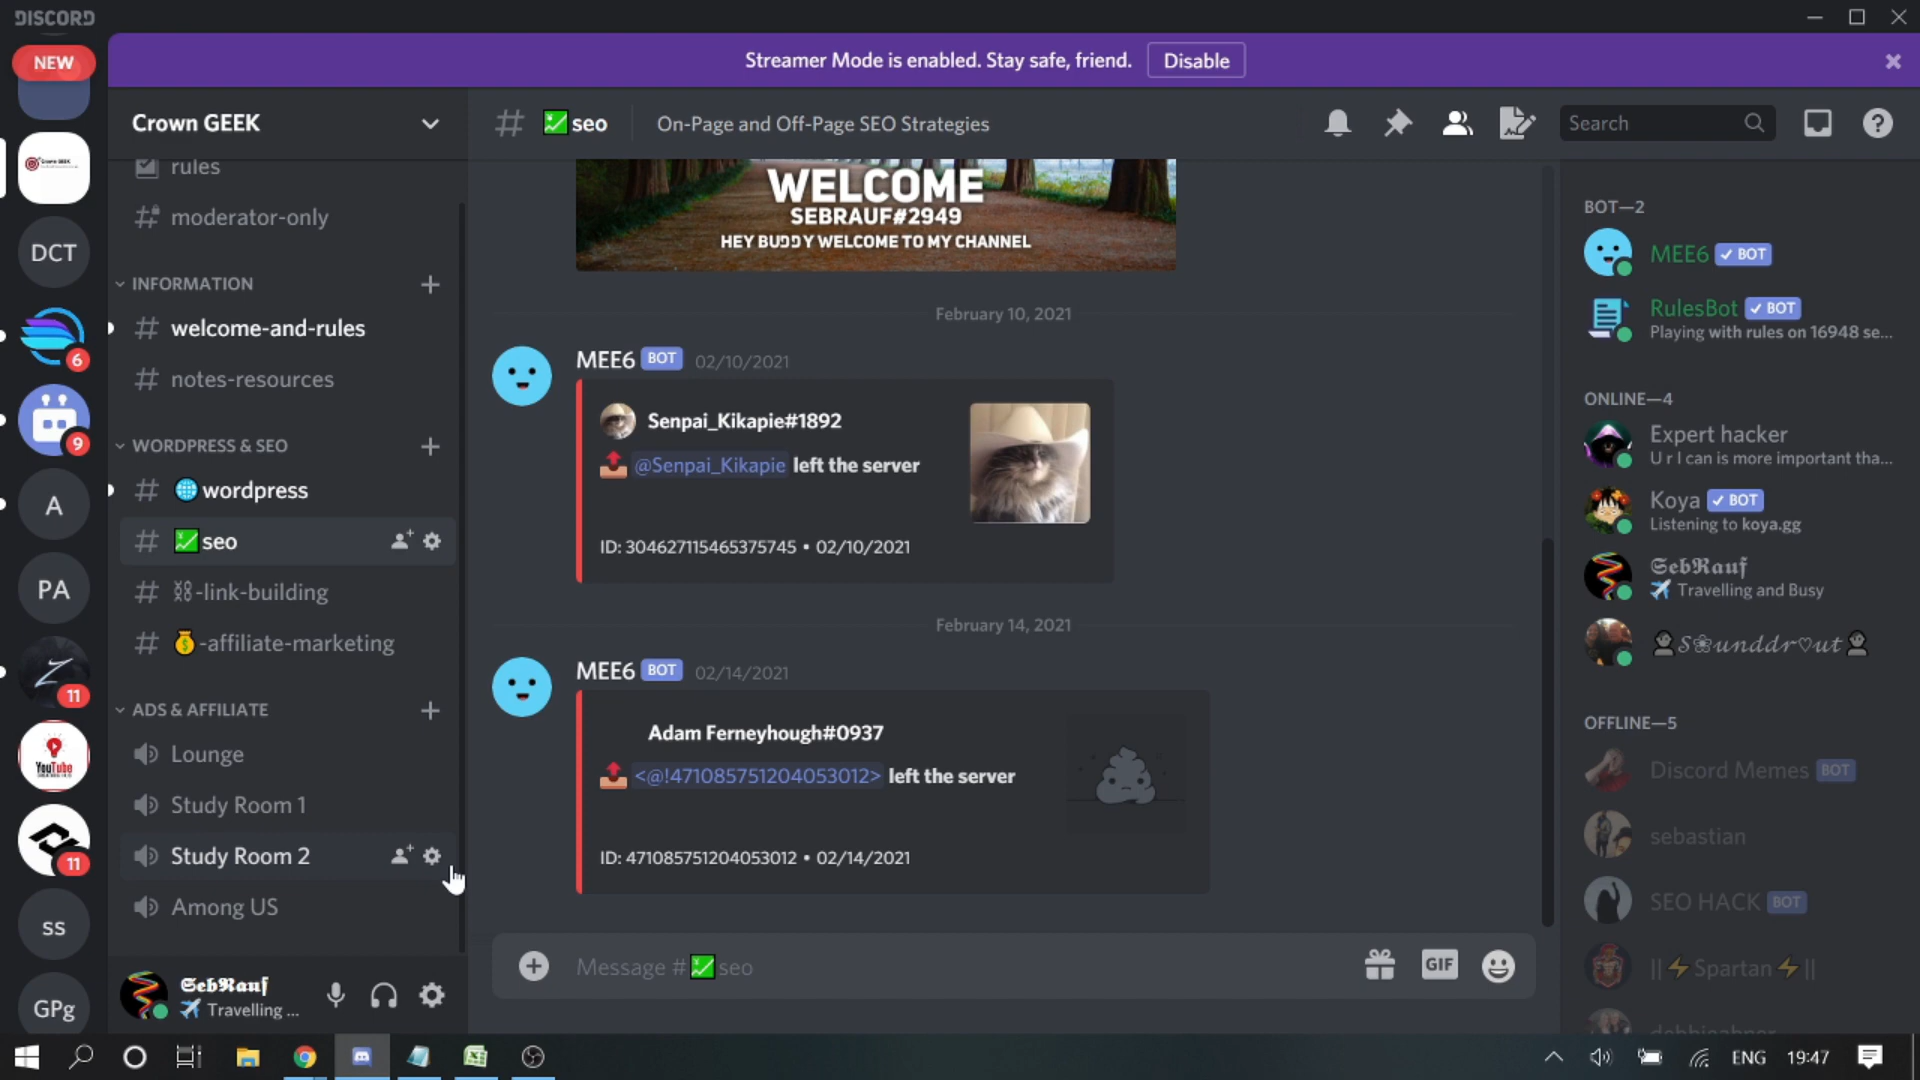 DISCORD
NEW
Streamer Mode is enabled. Stay safe, friend.
Disable
Crown GEEK
seo
On-Page and Off-Page SEO Strategies
Search
DCT
6
9
A
PA
11
YouTube
11
ss
GPg
rules
moderator-only
INFORMATION
welcome-and-rules
notes-resources
WORDPRESS & SEO
wordpress
seo
-link-building
-affiliate-marketing
ADS & AFFILIATE
Lounge
Study Room 1
Study Room 2
Among US
𝕾𝖊𝖇𝕽𝖆𝖚𝖋
Travelling ...
WELCOME
SEBRAUF#2949
HEY BUDDY WELCOME TO MY CHANNEL
February 10, 2021
MEE6 BOT 02/10/2021
Senpai_Kikapie#1892
@Senpai_Kikapie left the server
ID: 304627115465375745 • 02/10/2021
February 14, 2021
MEE6 BOT 02/14/2021
Adam Ferneyhough#0937
<@!471085751204053012> left the server
ID: 471085751204053012 • 02/14/2021
Message # seo
GIF
BOT—2
MEE6 ✓ BOT
RulesBot ✓ BOT
Playing with rules on 16948 se...
ONLINE—4
Expert hacker
U r I can is more important tha...
Koya ✓ BOT
Listening to koya.gg
𝕾𝖊𝖇𝕽𝖆𝖚𝖋
Travelling and Busy
𝓢❀𝓾𝓷𝓭𝓭𝓻♡𝓾𝓽
OFFLINE—5
Discord Memes BOT
sebastian
SEO HACK BOT
||⚡Spartan⚡||
ENG
19:47